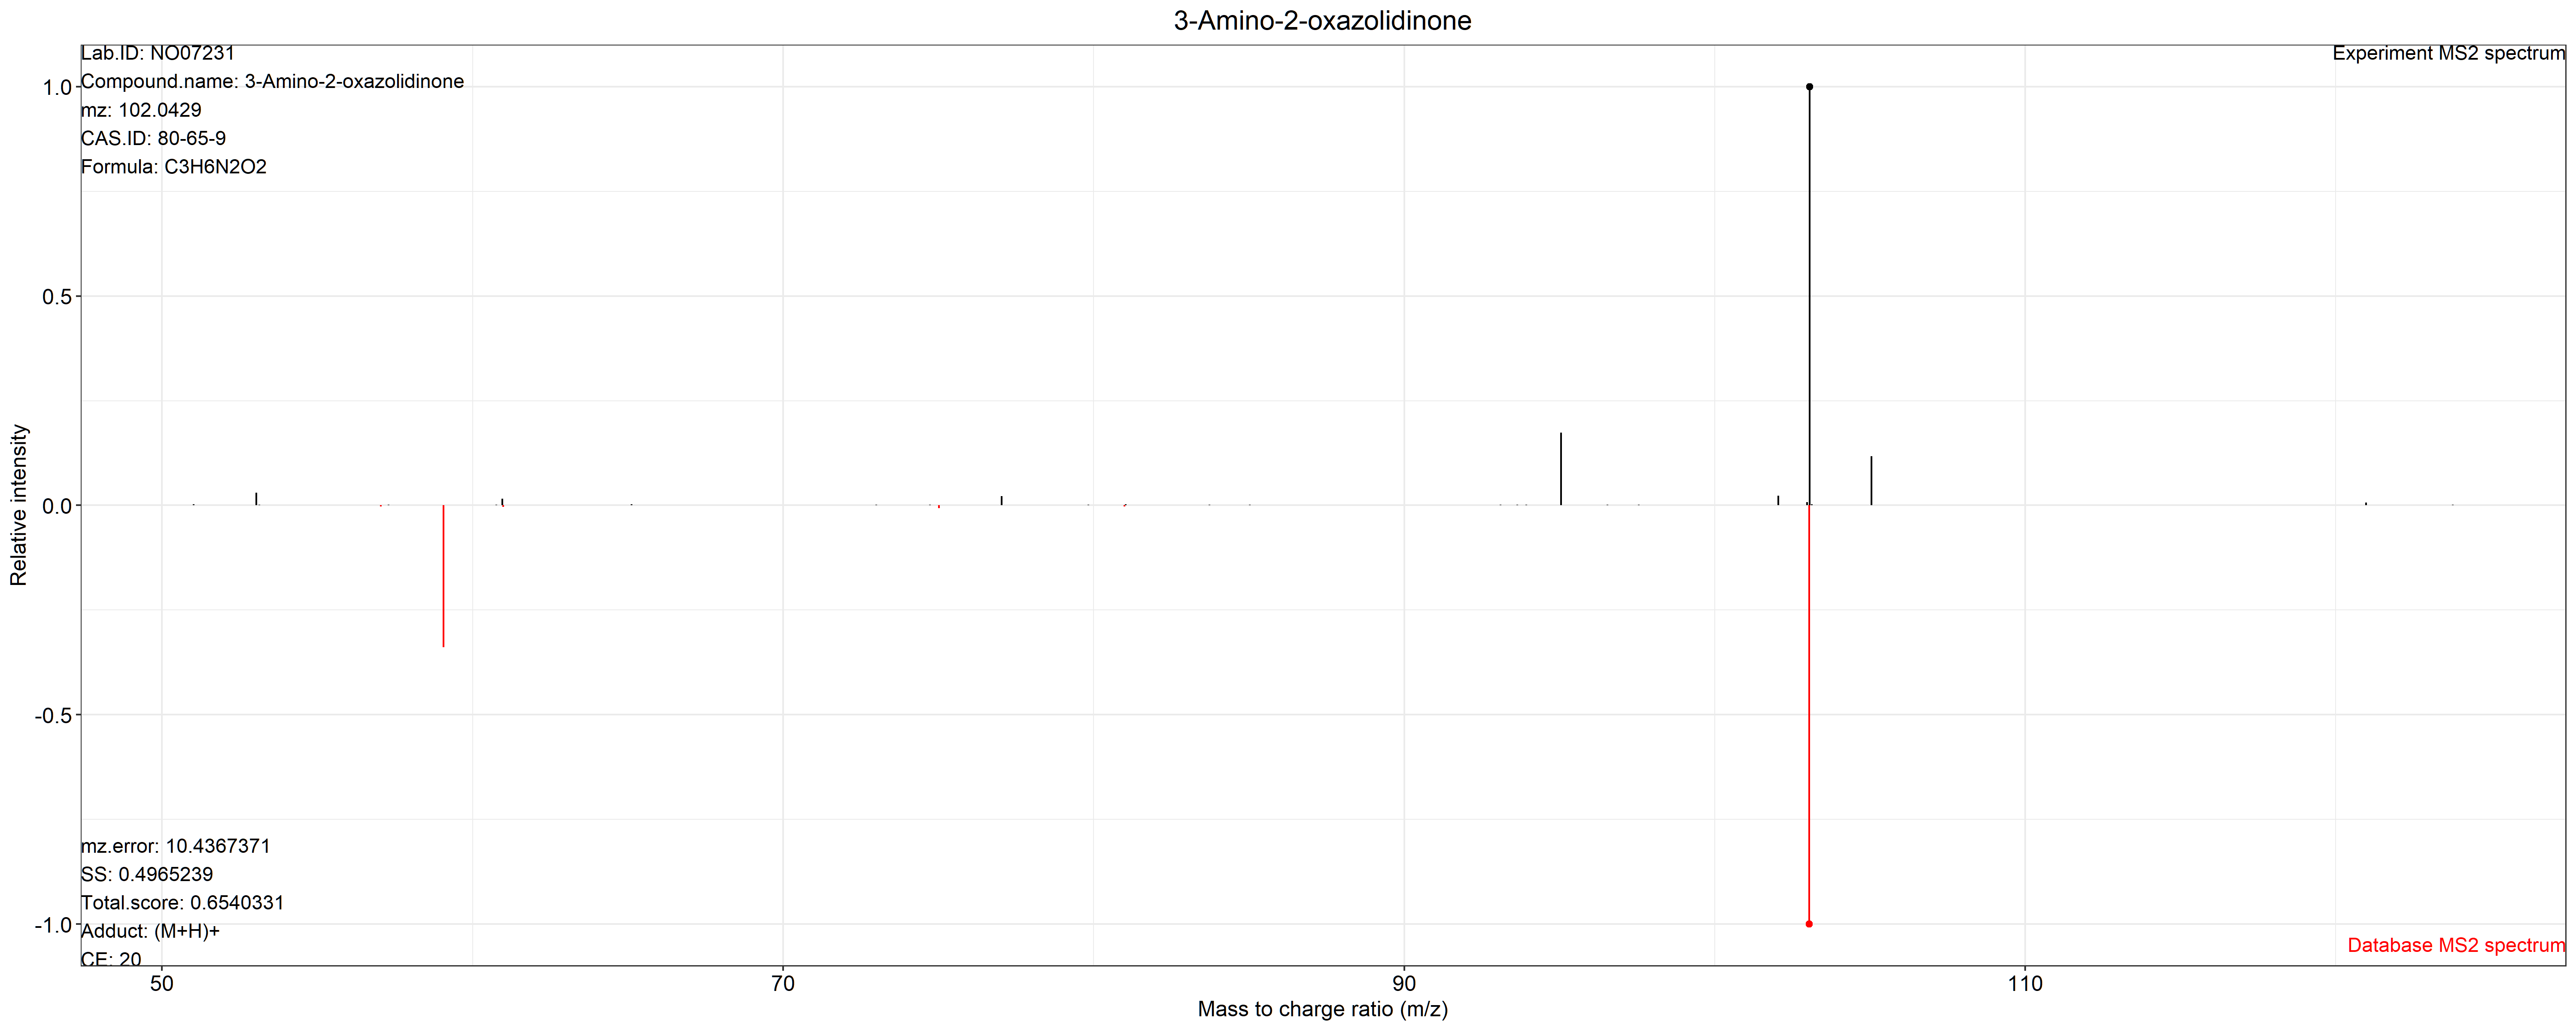 3-Amino-2-oxazolidinone
Lab.ID: NO07231
Experiment MS2 spectrum
Compound.name: 3-Amino-2-oxazolidinone
mz: 102.0429
CAS.ID: 80-65-9
Formula: C3H6N2O2
1.0
0.5
0.0
-0.5
-1.0
Relative intensity
mz.error: 10.4367371
SS: 0.4965239
Total.score: 0.6540331
Adduct: (M+H)+
CE: 20
Database MS2 spectrum
50 70 90 110
Mass to charge ratio (m/z)